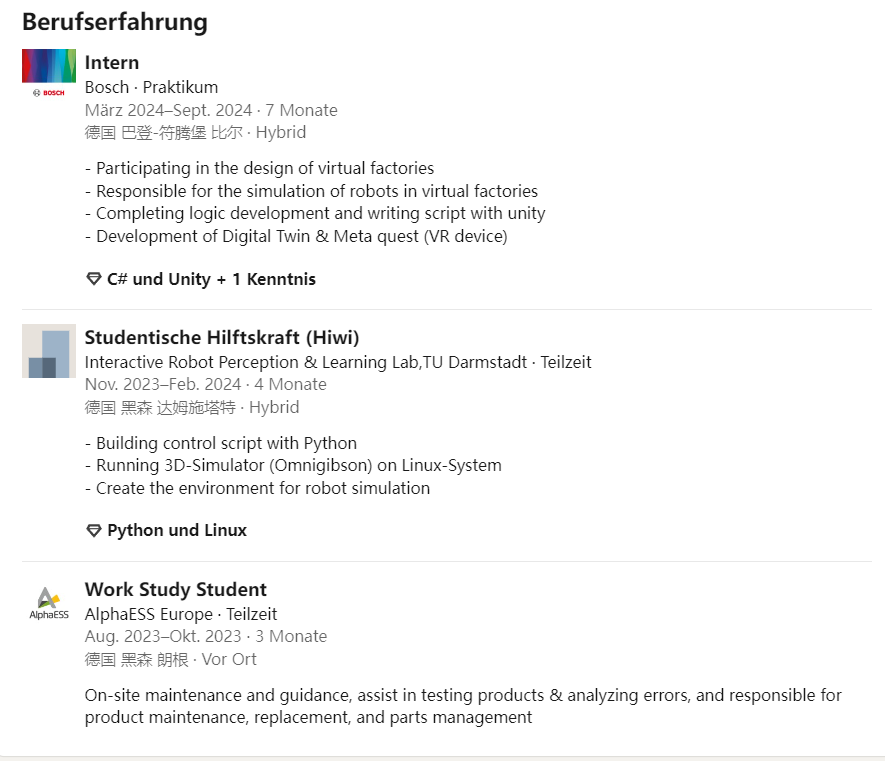 Berufserfahrung
Intern
Bosch · Praktikum
März 2024–Sept. 2024 · 7 Monate
德国 巴登-符腾堡 比尔 · Hybrid
BOSCH
- Participating in the design of virtual factories
- Responsible for the simulation of robots in virtual factories
- Completing logic development and writing script with unity
- Development of Digital Twin & Meta quest (VR device)
C# und Unity + 1 Kenntnis
Studentische Hilftskraft (Hiwi)
Interactive Robot Perception & Learning Lab,TU Darmstadt · Teilzeit
Nov. 2023–Feb. 2024 · 4 Monate
德国 黑森 达姆施塔特 · Hybrid
- Building control script with Python
- Running 3D-Simulator (Omnigibson) on Linux-System
- Create the environment for robot simulation
Python und Linux
Work Study Student
AlphaESS Europe · Teilzeit
AlphaESS
Aug. 2023–Okt. 2023 · 3 Monate
德国 黑森 朗根 · Vor Ort
On-site maintenance and guidance, assist in testing products & analyzing errors, and responsible for
product maintenance, replacement, and parts management